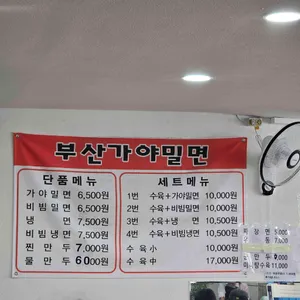 부산가야밀면
단품메뉴
가야밀면 6,500원
비빔밀면 6,500원
냉면 7,500원
비빔냉면 7,500원
찐만두 7,000원
물만두 6000원
세트메뉴
1번 수육+가야밀면 10,000원
2번 수육+비빔밀면 10,000원
3번 수육+냉면 10,500원
4번 수육+비빔냉면 10,500원
수육 小 10,000원
수육 中 17,000원